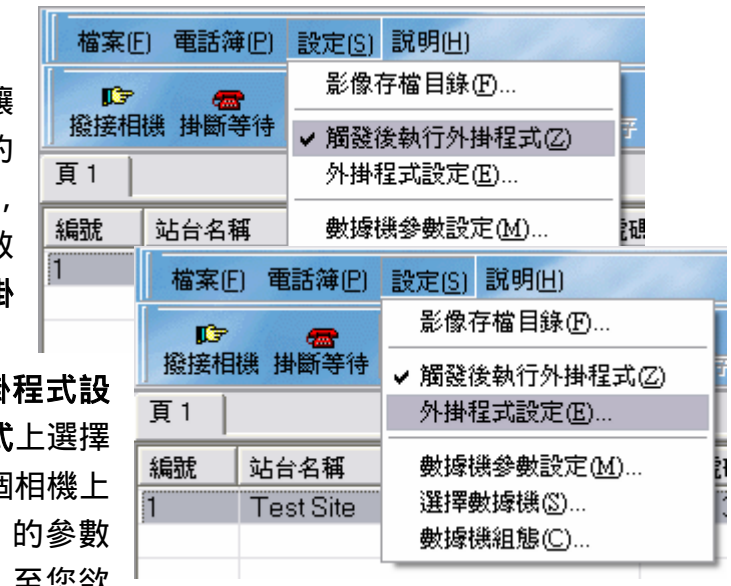 檔案(F) 電話簿(P) 設定(S) 說明(H)
影像存檔目錄(F)...
撥接相機 掛斷等待
觸發後執行外掛程式(Z)
頁 1
外掛程式設定(E)...
編號 站台名稱
數據機參數設定(M)...
1
的
掛
檔案(F) 電話簿(P) 設定(S) 說明(H)
影像存檔目錄(F)...
撥接相機 掛斷等待
觸發後執行外掛程式(Z)
掛程式設
頁 1
外掛程式設定(E)...
式上選擇
編號 站台名稱
數據機參數設定(M)...
個相機上
1 Test Site
選擇數據機(S)...
的參數
數據機組態(C)...
至您欲